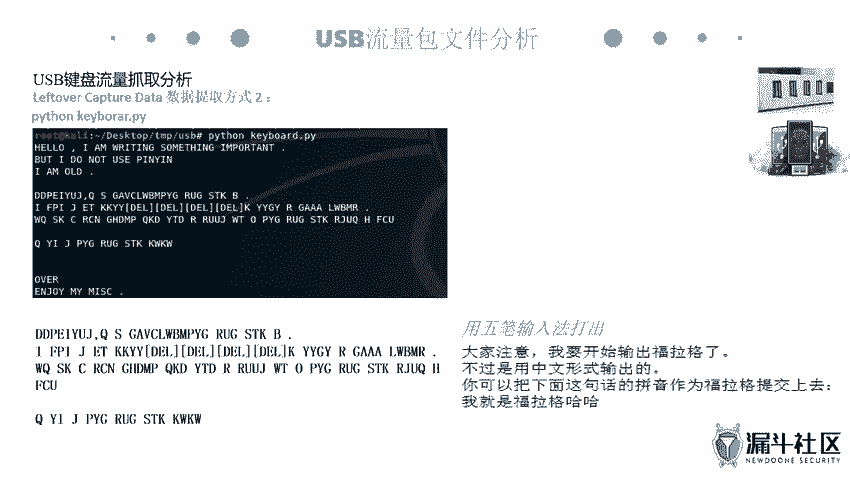 USB流量包文件分析
USB键盘流量抓取分析
Leftover Capture Data 数据提取方式 2 :
python keyborar.py
root@kali:~/Desktop/tmp/usb# python keyboard.py
HELLO , I AM WRITING SOMETHING IMPORTANT .
BUT I DO NOT USE PINYIN
I AM OLD .
DDPEIYUJ,Q S GAVCLWBMPYG RUG STK B .
I FPI J ET KKYY[DEL][DEL][DEL][DEL]K YYGY R GAAA LWBMR .
WQ SK C RCN GHDMP QKD YTD R RUUJ WT O PYG RUG STK RJUQ H FCU
Q YI J PYG RUG STK KWKW
OVER
ENJOY MY MISC .
DDPEIYUJ,Q S GAVCLWBMPYG RUG STK B .
I FPI J ET KKYY[DEL][DEL][DEL][DEL]K YYGY R GAAA LWBMR .
WQ SK C RCN GHDMP QKD YTD R RUUJ WT O PYG RUG STK RJUQ H
FCU
Q YI J PYG RUG STK KWKW
用五笔输入法打出
大家注意，我要开始输出福拉格了。
不过是用中文形式输出的。
你可以把下面这句话的拼音作为福拉格提交上去：
我就是福拉格哈哈
漏斗社区
NEWDOONE SECURITY